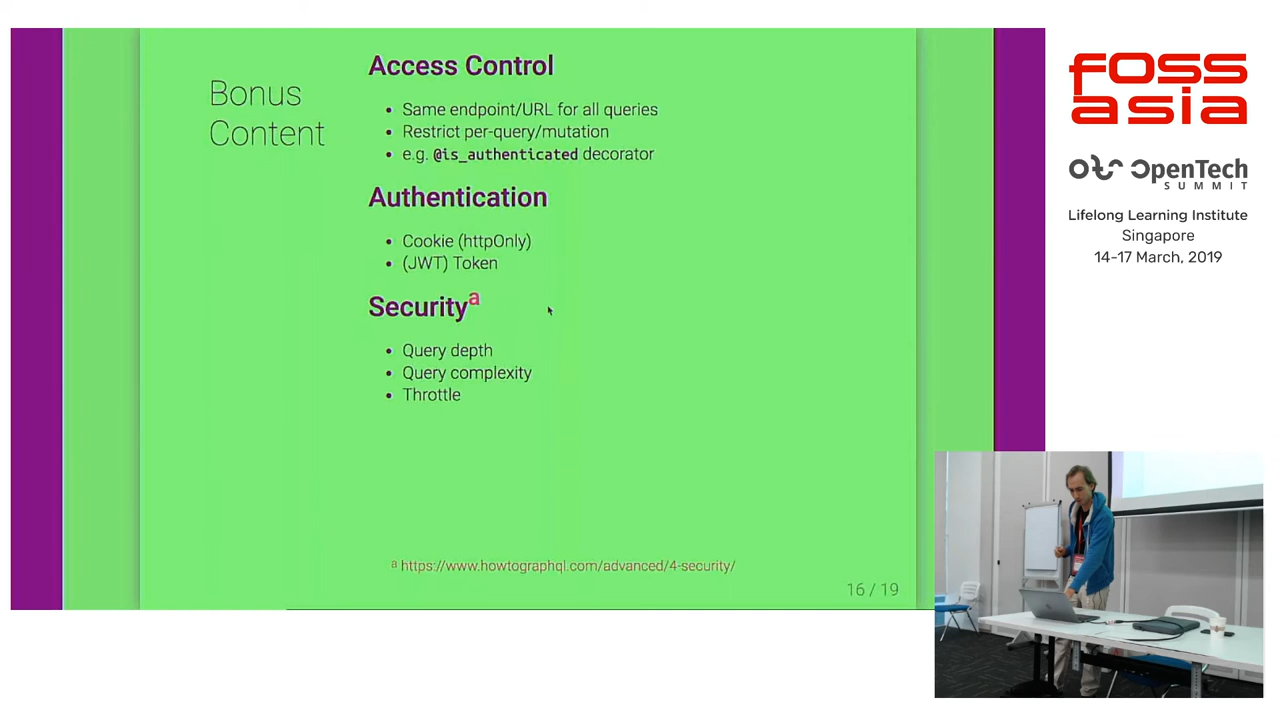 Bonus
Content
Access Control
• Same endpoint/URL for all queries
• Restrict per-query/mutation
• e.g. @is_authenticated decorator
Authentication
• Cookie (httpOnly)
• (JWT) Token
Security a
• Query depth
• Query complexity
• Throttle
a https://www.howtographql.com/advanced/4-security/
16 / 19
FOSS
asia
OpenTech
SUMMIT
Lifelong Learning Institute
Singapore
14-17 March, 2019